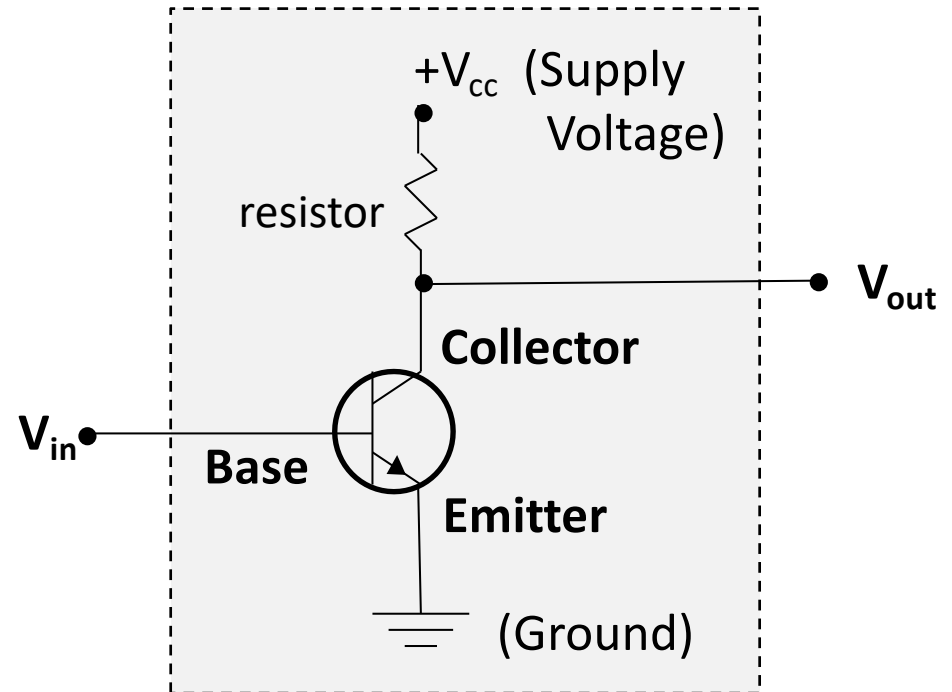 +Vcc (Supply
Voltage)
resistor
Vout
Collector
Vin
Base
Emitter
(Ground)